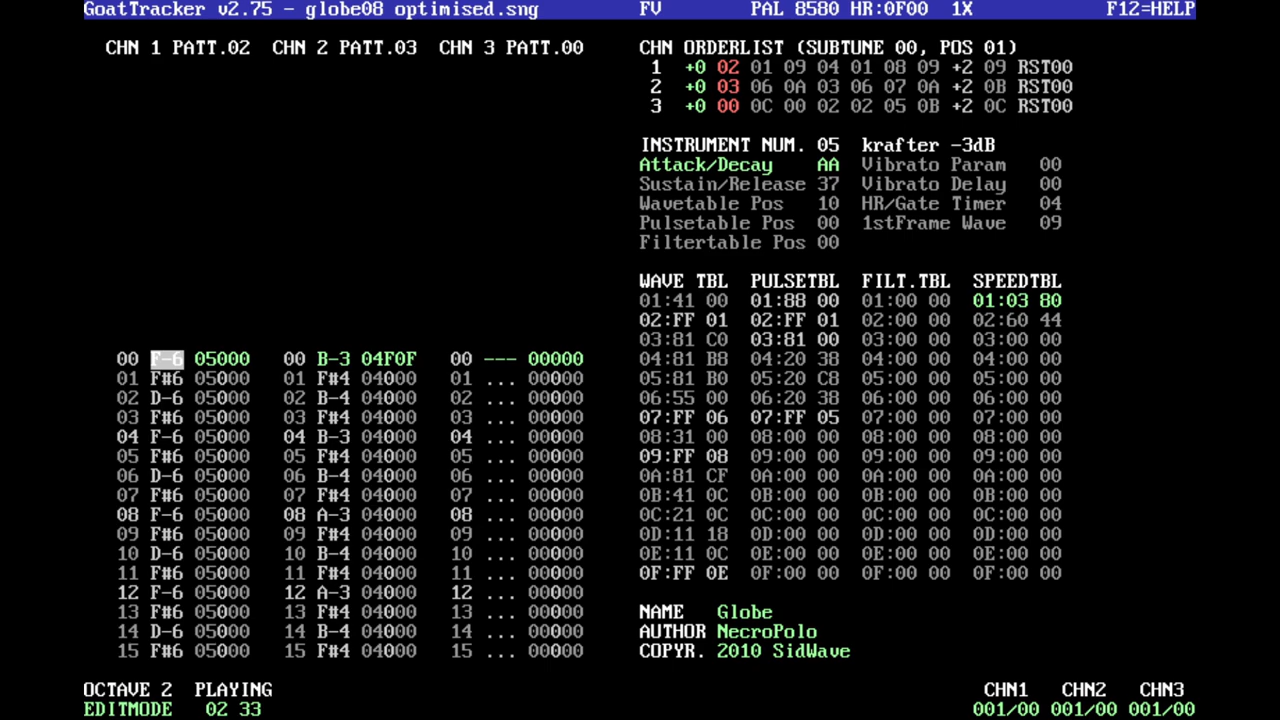 GoatTracker v2.75 - globe08 optimised.sng FV PAL 8580 HR:0F00 1X F12=HELP
CHN 1 PATT.02 CHN 2 PATT.03 CHN 3 PATT.00 CHN ORDERLIST (SUBTUNE 00, POS 01)
1 +0 02 01 09 04 01 08 09 +2 09 RST00
2 +0 03 06 0A 03 06 07 0A +2 0B RST00
3 +0 00 0C 00 02 02 05 0B +2 0C RST00
INSTRUMENT NUM. 05 krafter -3dB
Attack/Decay AA Vibrato Param 00
Sustain/Release 37 Vibrato Delay 00
Wavetable Pos 10 HR/Gate Timer 04
Pulsetable Pos 00 1stFrame Wave 09
Filtertable Pos 00
WAVE TBL PULSETBL FILT.TBL SPEEDTBL
01:41 00 01:88 00 01:00 00 01:03 80
02:FF 01 02:FF 01 02:00 00 02:60 44
03:81 C0 03:81 00 03:00 00 03:00 00
00 F-6 05000 00 B-3 04F0F 00 --- 00000 04:81 B8 04:20 38 04:00 00 04:00 00
01 F#6 05000 01 F#4 04000 01 ... 00000 05:81 B0 05:20 C8 05:00 00 05:00 00
02 D-6 05000 02 B-4 04000 02 ... 00000 06:55 00 06:20 38 06:00 00 06:00 00
03 F#6 05000 03 F#4 04000 03 ... 00000 07:FF 06 07:FF 05 07:00 00 07:00 00
04 F-6 05000 04 B-3 04000 04 ... 00000 08:31 00 08:00 00 08:00 00 08:00 00
05 F#6 05000 05 F#4 04000 05 ... 00000 09:FF 08 09:00 00 09:00 00 09:00 00
06 D-6 05000 06 B-4 04000 06 ... 00000 0A:81 CF 0A:00 00 0A:00 00 0A:00 00
07 F#6 05000 07 F#4 04000 07 ... 00000 0B:41 0C 0B:00 00 0B:00 00 0B:00 00
08 F-6 05000 08 A-3 04000 08 ... 00000 0C:21 0C 0C:00 00 0C:00 00 0C:00 00
09 F#6 05000 09 F#4 04000 09 ... 00000 0D:11 18 0D:00 00 0D:00 00 0D:00 00
10 D-6 05000 10 B-4 04000 10 ... 00000 0E:11 0C 0E:00 00 0E:00 00 0E:00 00
11 F#6 05000 11 F#4 04000 11 ... 00000 0F:FF 0E 0F:00 00 0F:00 00 0F:00 00
12 F-6 05000 12 A-3 04000 12 ... 00000
13 F#6 05000 13 F#4 04000 13 ... 00000 NAME Globe
14 D-6 05000 14 B-4 04000 14 ... 00000 AUTHOR NecroPolo
15 F#6 05000 15 F#4 04000 15 ... 00000 COPYR. 2010 SidWave
OCTAVE 2 PLAYING CHN1 CHN2 CHN3
EDITMODE 02 33 001/00 001/00 001/00